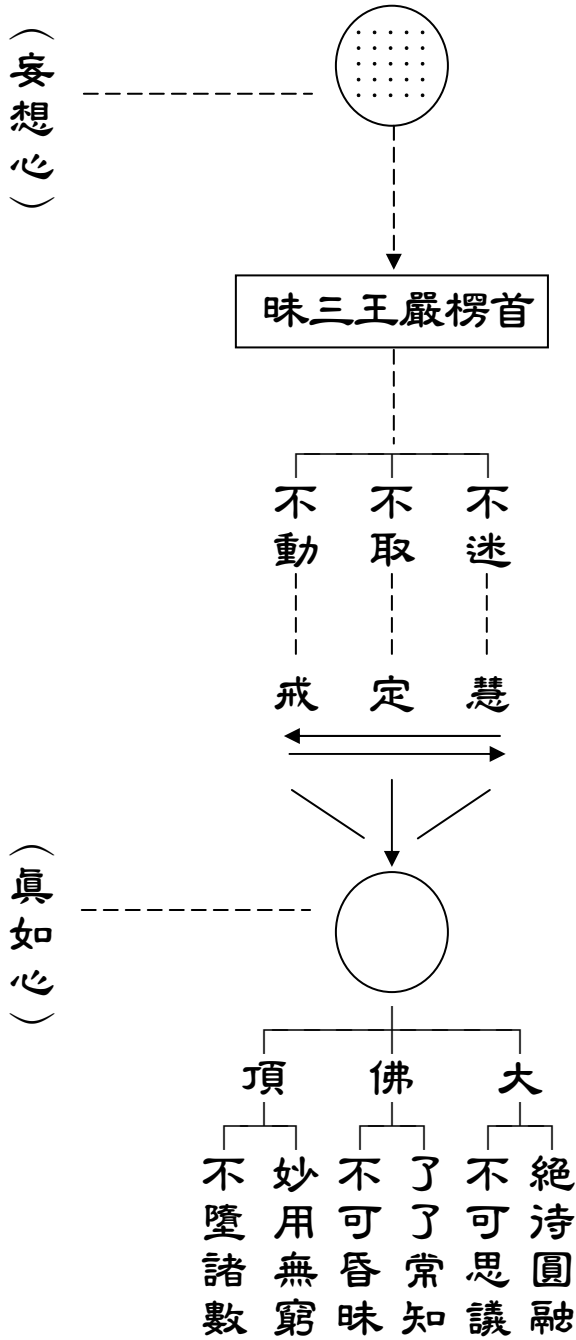 （妄想心）
首楞嚴王三昧
不迷
不取
不動
慧
定
戒
（眞如心）
大
佛
頂
絕待圓融
不可思議
了了常知
不可昏昧
妙用無窮
不墮諸數